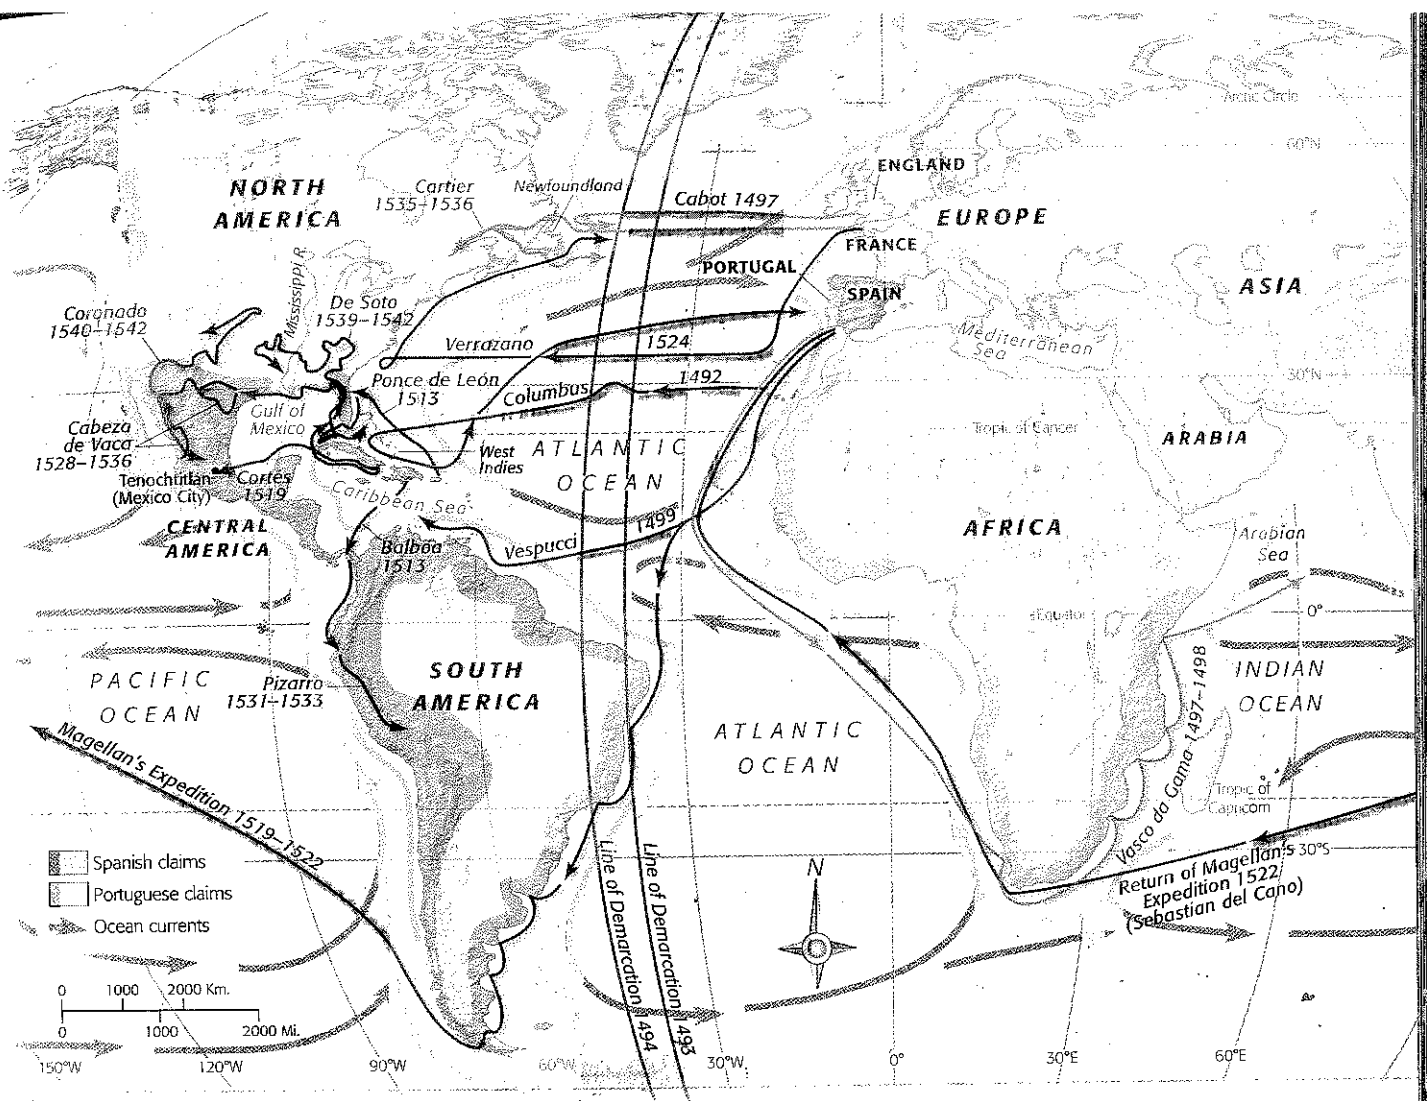 Arctic Circle
60°N
ENGLAND
NORTH
AMERICA
Cartier
1535–1536
Newfoundland
Cabot 1497
EUROPE
FRANCE
PORTUGAL
SPAIN
ASIA
Mississippi R.
Coronado
1540–1542
De Soto
1539–1542
Verrazano
1524
Mediterranean
Sea
30°N
Ponce de León
1513
Columbus
1492
Gulf of
Mexico
Cabeza
de Vaca
1528–1536
Tenochtitlán
(Mexico City)
Cortés
1519
West
Indies
ATLANTIC
OCEAN
Tropic of Cancer
ARABIA
Caribbean Sea
CENTRAL
AMERICA
Balboa
1513
Vespucci
1499
AFRICA
Arabian
Sea
Equator
0°
PACIFIC
OCEAN
Pizarro
1531–1533
SOUTH
AMERICA
ATLANTIC
OCEAN
INDIAN
OCEAN
Vasco da Gama 1497–1498
Tropic of
Capricorn
Magellan's Expedition 1519–1522
30°S
Return of Magellan's
Expedition 1522
(Sebastian del Cano)
Line of Demarcation 1494
Line of Demarcation 1493
N
Spanish claims
Portuguese claims
Ocean currents
0 1000 2000 Km.
0 1000 2000 Mi.
150°W 120°W 90°W 60°W 30°W 0° 30°E 60°E